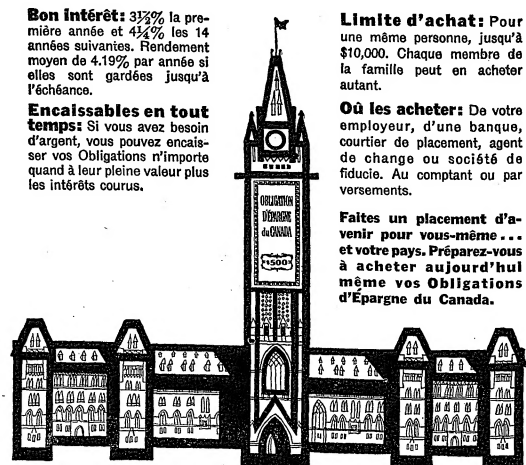 Bon intérêt: 3½% la pre-
mière année et 4¼% les 14
années suivantes. Rendement
moyen de 4.19% par année si
elles sont gardées jusqu'à
l'échéance.
Encaissables en tout
temps: Si vous avez besoin
d'argent, vous pouvez encais-
ser vos Obligations n'importe
quand à leur pleine valeur plus
les intérêts courus.
OBLIGATION
D'ÉPARGNE
du CANADA
$500
Limite d'achat: Pour
une même personne, jusqu'à
$10,000. Chaque membre de
la famille peut en acheter
autant.
Où les acheter: De votre
employeur, d'une banque,
courtier de placement, agent
de change ou société de
fiducie. Au comptant ou par
versements.
Faites un placement d'a-
venir pour vous-même...
et votre pays. Préparez-vous
à acheter aujourd'hui
même vos Obligations
d'Épargne du Canada.